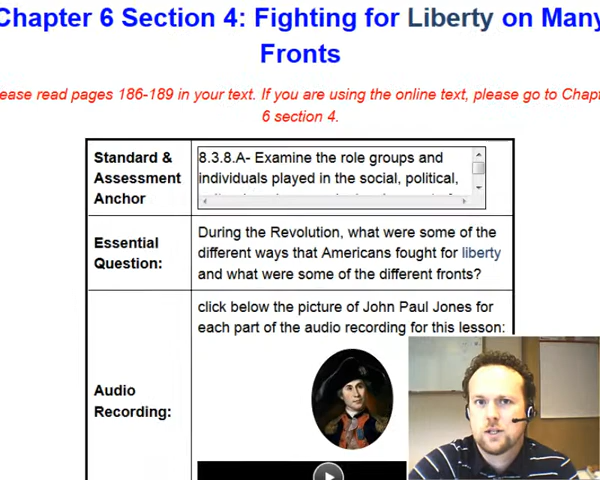 Chapter 6 Section 4: Fighting for Liberty on Many
Fronts
ease read pages 186-189 in your text. If you are using the online text, please go to Chapt
6 section 4.
Standard &
Assessment
Anchor
8.3.8.A- Examine the role groups and
individuals played in the social, political,
Essential
Question:
During the Revolution, what were some of the
different ways that Americans fought for liberty
and what were some of the different fronts?
Audio
Recording:
click below the picture of John Paul Jones for
each part of the audio recording for this lesson: